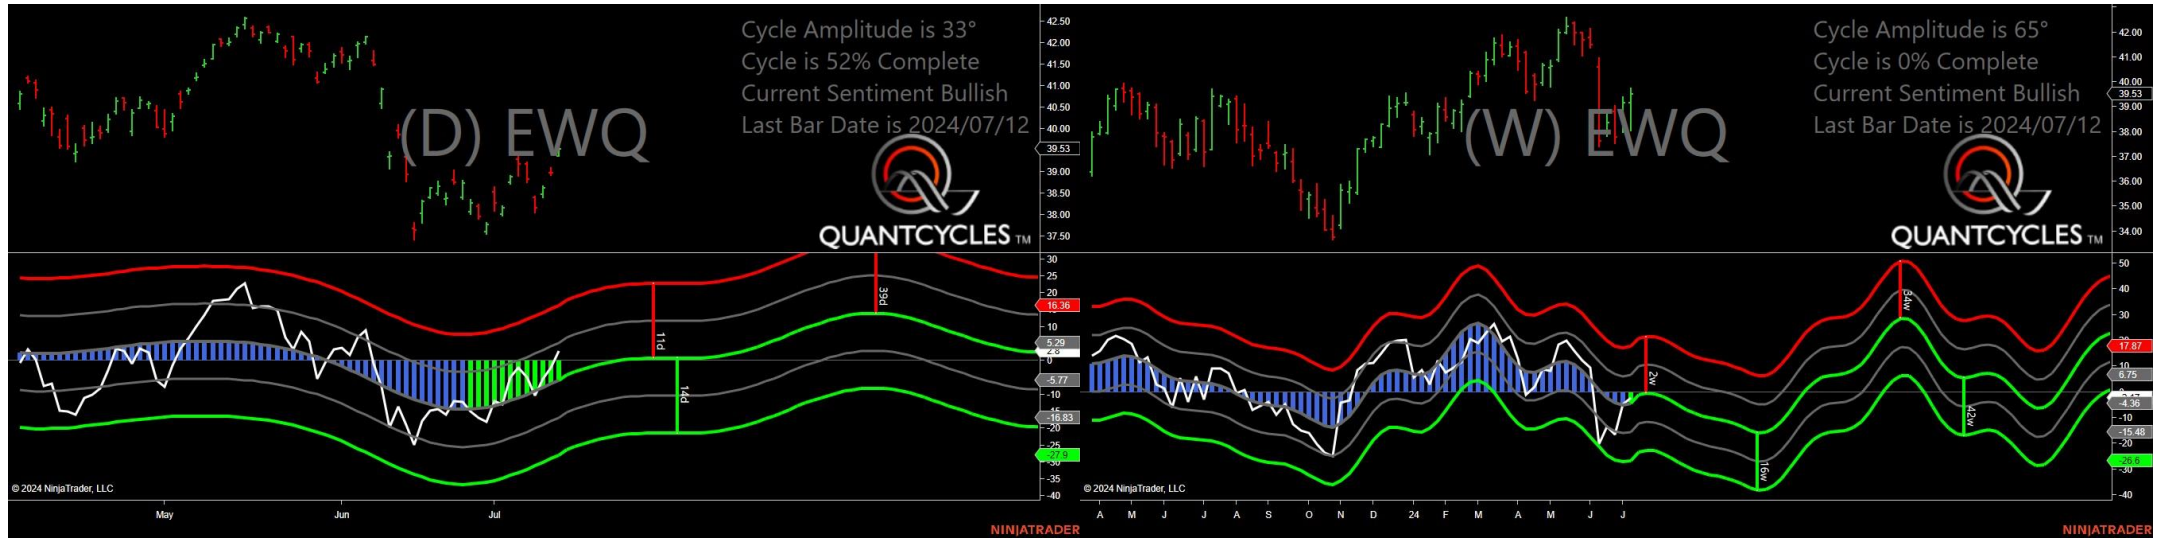 Cycle Amplitude is 33°
Cycle is 52% Complete
Current Sentiment Bullish
Last Bar Date is 2024/07/12
(D) EWQ
QUANTCYCLES TM
42.50
42.00
41.50
41.00
40.50
40.00
39.53
39.00
38.50
38.00
37.50
30
25
20
16.36
10
5.29
2.8
0
-5.77
-10
-16.83
-20
-25
-27.9
-30
-35
-40
11d
14d
39d
© 2024 NinjaTrader, LLC
May
Jun
Jul
NINJATRADER
Cycle Amplitude is 65°
Cycle is 0% Complete
Current Sentiment Bullish
Last Bar Date is 2024/07/12
(W) EWQ
QUANTCYCLES TM
42.00
41.00
40.00
39.53
39.00
38.00
37.00
36.00
35.00
34.00
50
40
30
17.87
6.75
0
-4.36
-10
-15.48
-20
-26.6
-30
-40
2w
16w
34w
42w
© 2024 NinjaTrader, LLC
A M J J A S O N D 24 F M A M J J
NINJATRADER